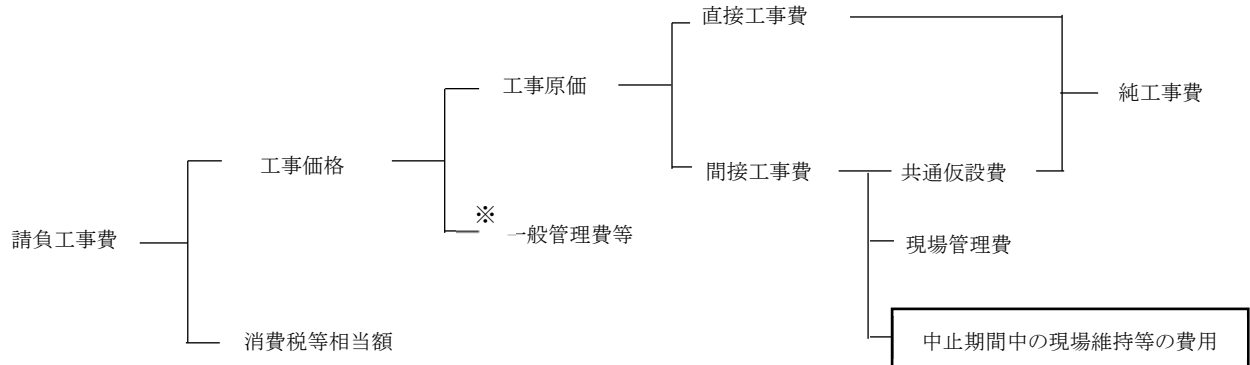 直接工事費
工事原価
純工事費
工事価格
間接工事費
共通仮設費
※
一般管理費等
請負工事費
現場管理費
消費税等相当額
中止期間中の現場維持等の費用